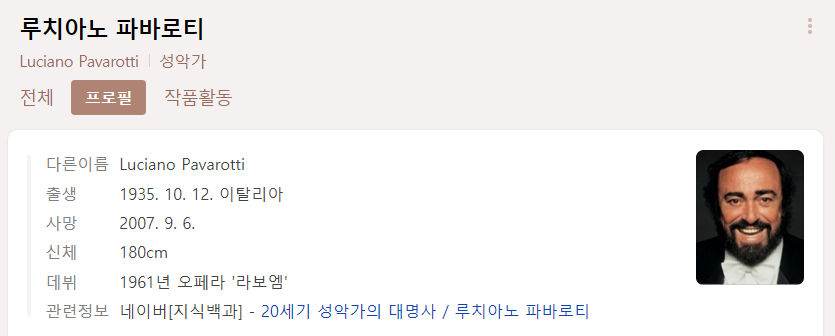 루치아노 파바로티
Luciano Pavarotti 성악가
전체 프로필 작품활동
다른이름 Luciano Pavarotti
출생 1935. 10. 12. 이탈리아
사망 2007. 9. 6.
신체 180cm
데뷔 1961년 오페라 '라보엠'
관련정보 네이버[지식백과] - 20세기 성악가의 대명사 / 루치아노 파바로티